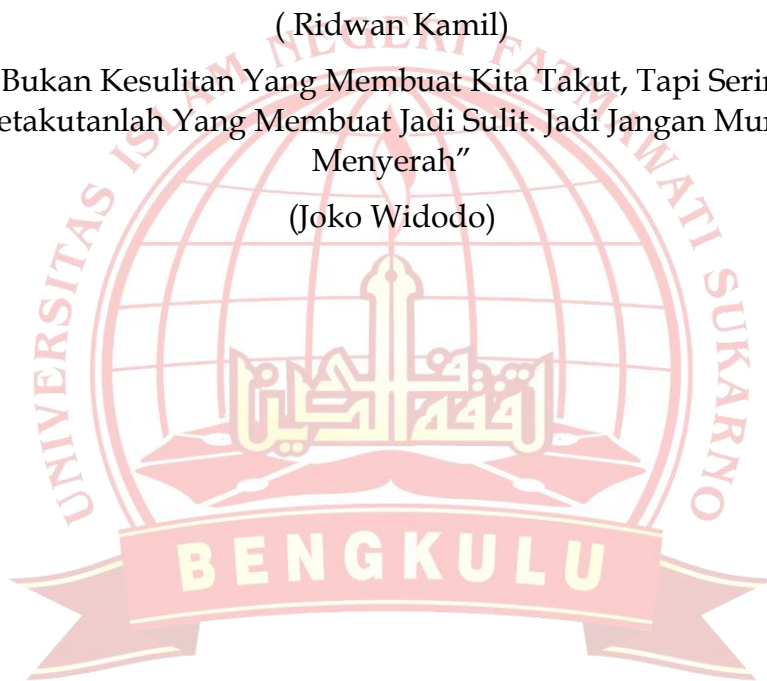 ( Ridwan Kamil)
Bukan Kesulitan Yang Membuat Kita Takut, Tapi
Yang Membuat Jadi Sulit. Jadi Jangan
Menyerah”
(Joko Widodo)
UNIVERSITAS ISLAM NEGERI FATMAWATI SUKARNO
BENGKULU